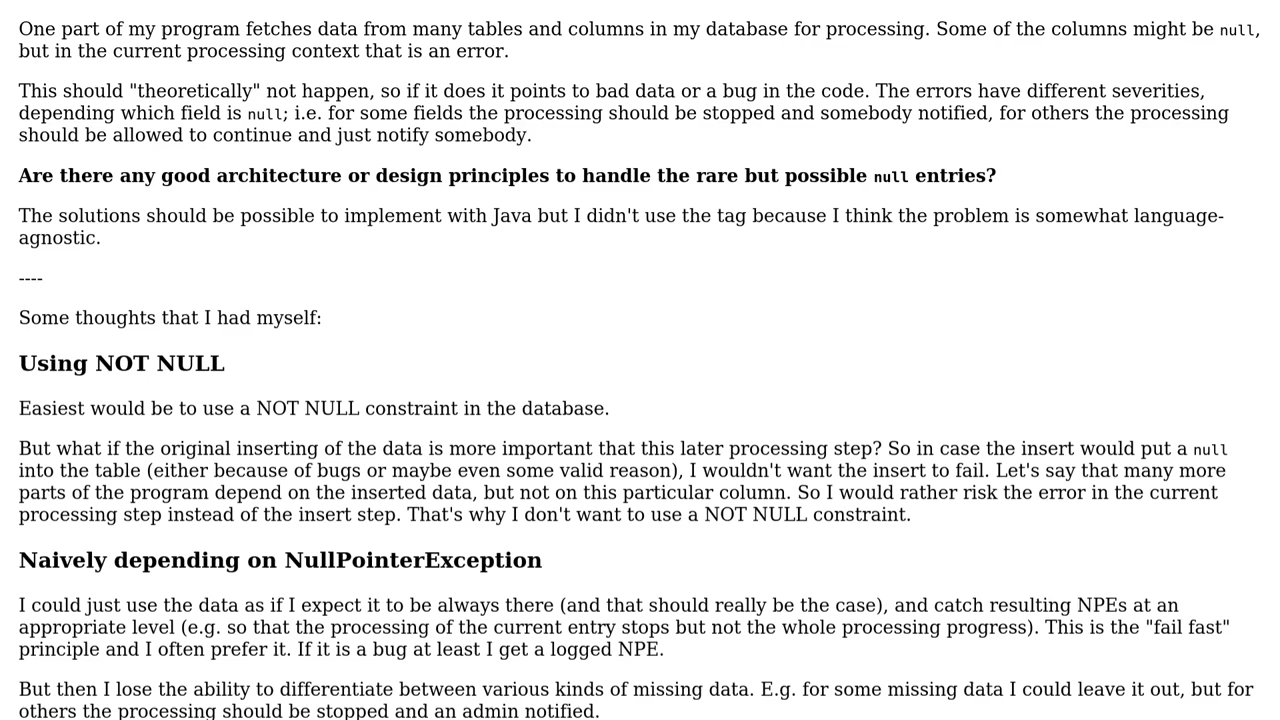 One part of my program fetches data from many tables and columns in my database for processing. Some of the columns might be null,
but in the current processing context that is an error.
This should "theoretically" not happen, so if it does it points to bad data or a bug in the code. The errors have different severities,
depending which field is null; i.e. for some fields the processing should be stopped and somebody notified, for others the processing
should be allowed to continue and just notify somebody.
Are there any good architecture or design principles to handle the rare but possible null entries?
The solutions should be possible to implement with Java but I didn't use the tag because I think the problem is somewhat language-
agnostic.
----
Some thoughts that I had myself:
Using NOT NULL
Easiest would be to use a NOT NULL constraint in the database.
But what if the original inserting of the data is more important that this later processing step? So in case the insert would put a null
into the table (either because of bugs or maybe even some valid reason), I wouldn't want the insert to fail. Let's say that many more
parts of the program depend on the inserted data, but not on this particular column. So I would rather risk the error in the current
processing step instead of the insert step. That's why I don't want to use a NOT NULL constraint.
Naively depending on NullPointerException
I could just use the data as if I expect it to be always there (and that should really be the case), and catch resulting NPEs at an
appropriate level (e.g. so that the processing of the current entry stops but not the whole processing progress). This is the "fail fast"
principle and I often prefer it. If it is a bug at least I get a logged NPE.
But then I lose the ability to differentiate between various kinds of missing data. E.g. for some missing data I could leave it out, but for
others the processing should be stopped and an admin notified.